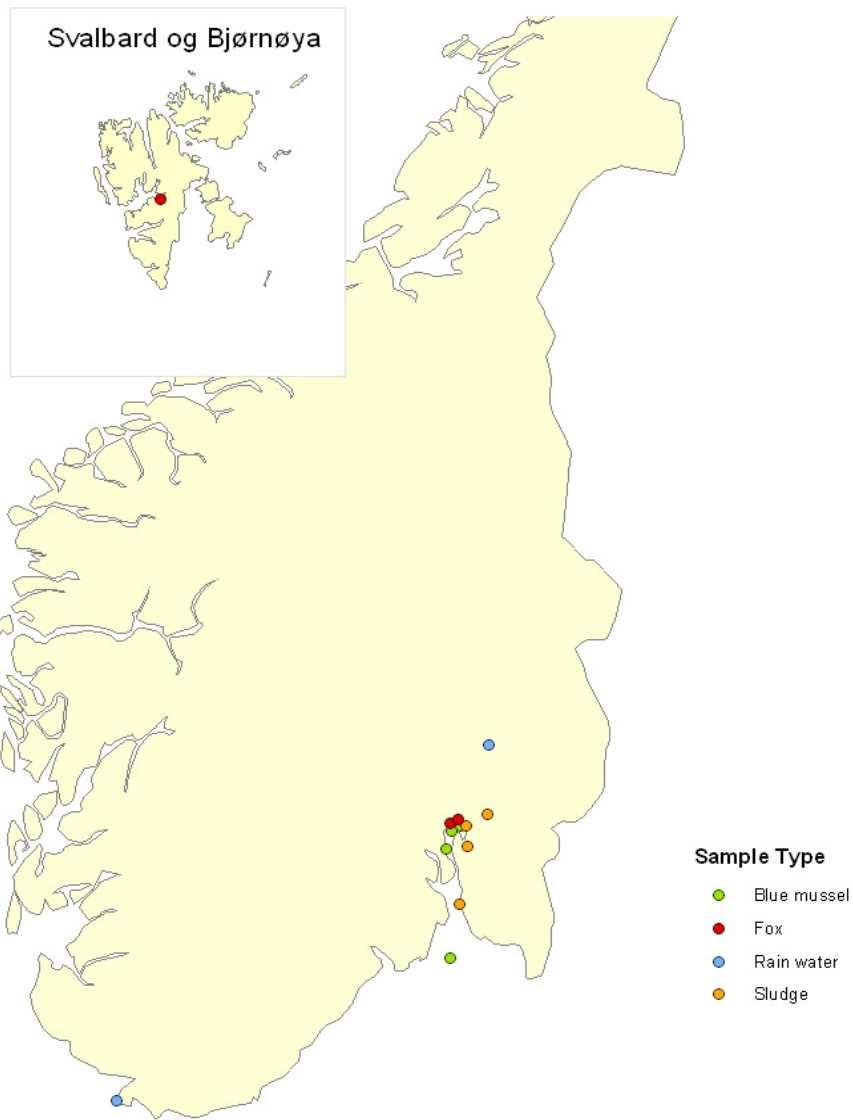 Svalbard og Bjørnøya
Sample Type
Blue mussel
Fox
Rain water
Sludge